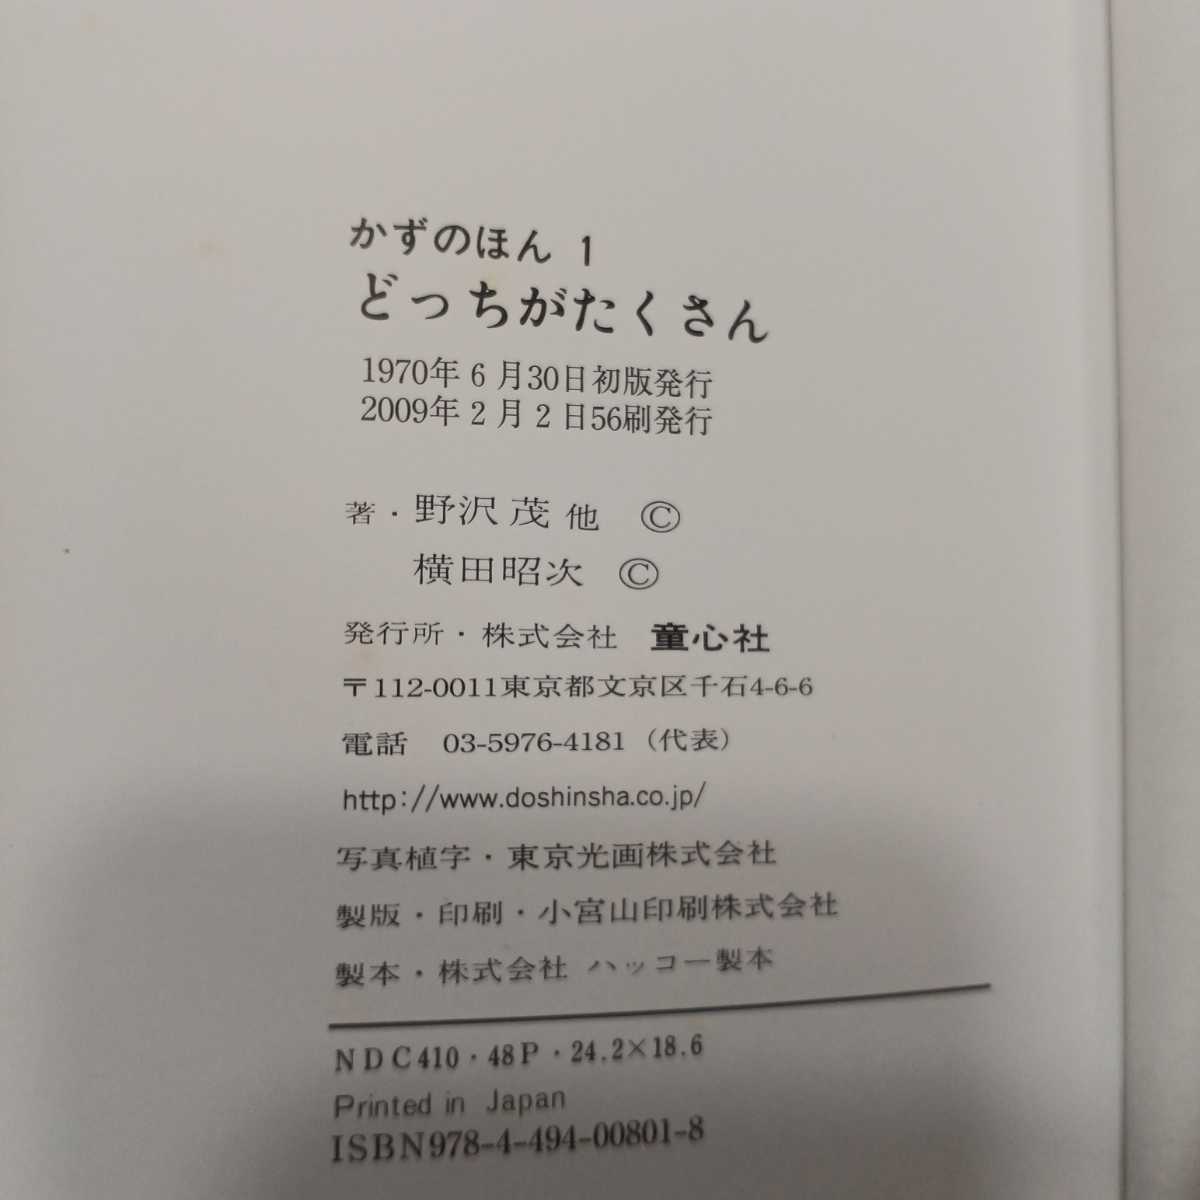 かずのほん 1
どっちがたくさん
1970年 6 月30日初版発行
2009年 2 月 2 日56刷発行
著・野沢 茂 他 ©
横田昭次 ©
発行所・株式会社 童心社
〒112-0011東京都文京区千石4-6-6
電話 03-5976-4181（代表）
http://www.doshinsha.co.jp/
写真植字・東京光画株式会社
製版・印刷・小宮山印刷株式会社
製本・株式会社 ハッコー製本
NDC410・48P・24.2×18.6
Printed in Japan
ISBN978-4-494-00801-8